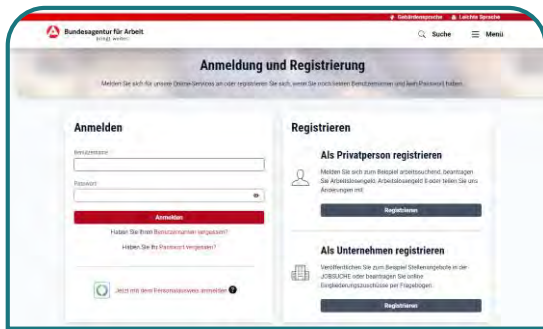 Gebärdensprache Leichte Sprache
Bundesagentur für Arbeit
bringt weiter.
Suche Menü
Anmeldung und Registrierung
Melden Sie sich für unsere Online-Services an oder registrieren Sie sich, wenn Sie noch keinen Benutzernamen und kein Passwort haben.
Anmelden
Benutzername
Passwort
Anmelden
Haben Sie Ihren Benutzernamen vergessen?
Haben Sie Ihr Passwort vergessen?
Jetzt mit dem Personalausweis anmelden ?
Registrieren
Als Privatperson registrieren
Melden Sie sich zum Beispiel arbeitssuchend, beantragen
Sie Arbeitslosengeld, Arbeitslosengeld II oder teilen Sie uns
Änderungen mit.
Registrieren
Als Unternehmen registrieren
Veröffentlichen Sie zum Beispiel Stellenangebote in der
JOBSUCHE oder beantragen Sie online
Eingliederungszuschüsse per Fragebogen.
Registrieren